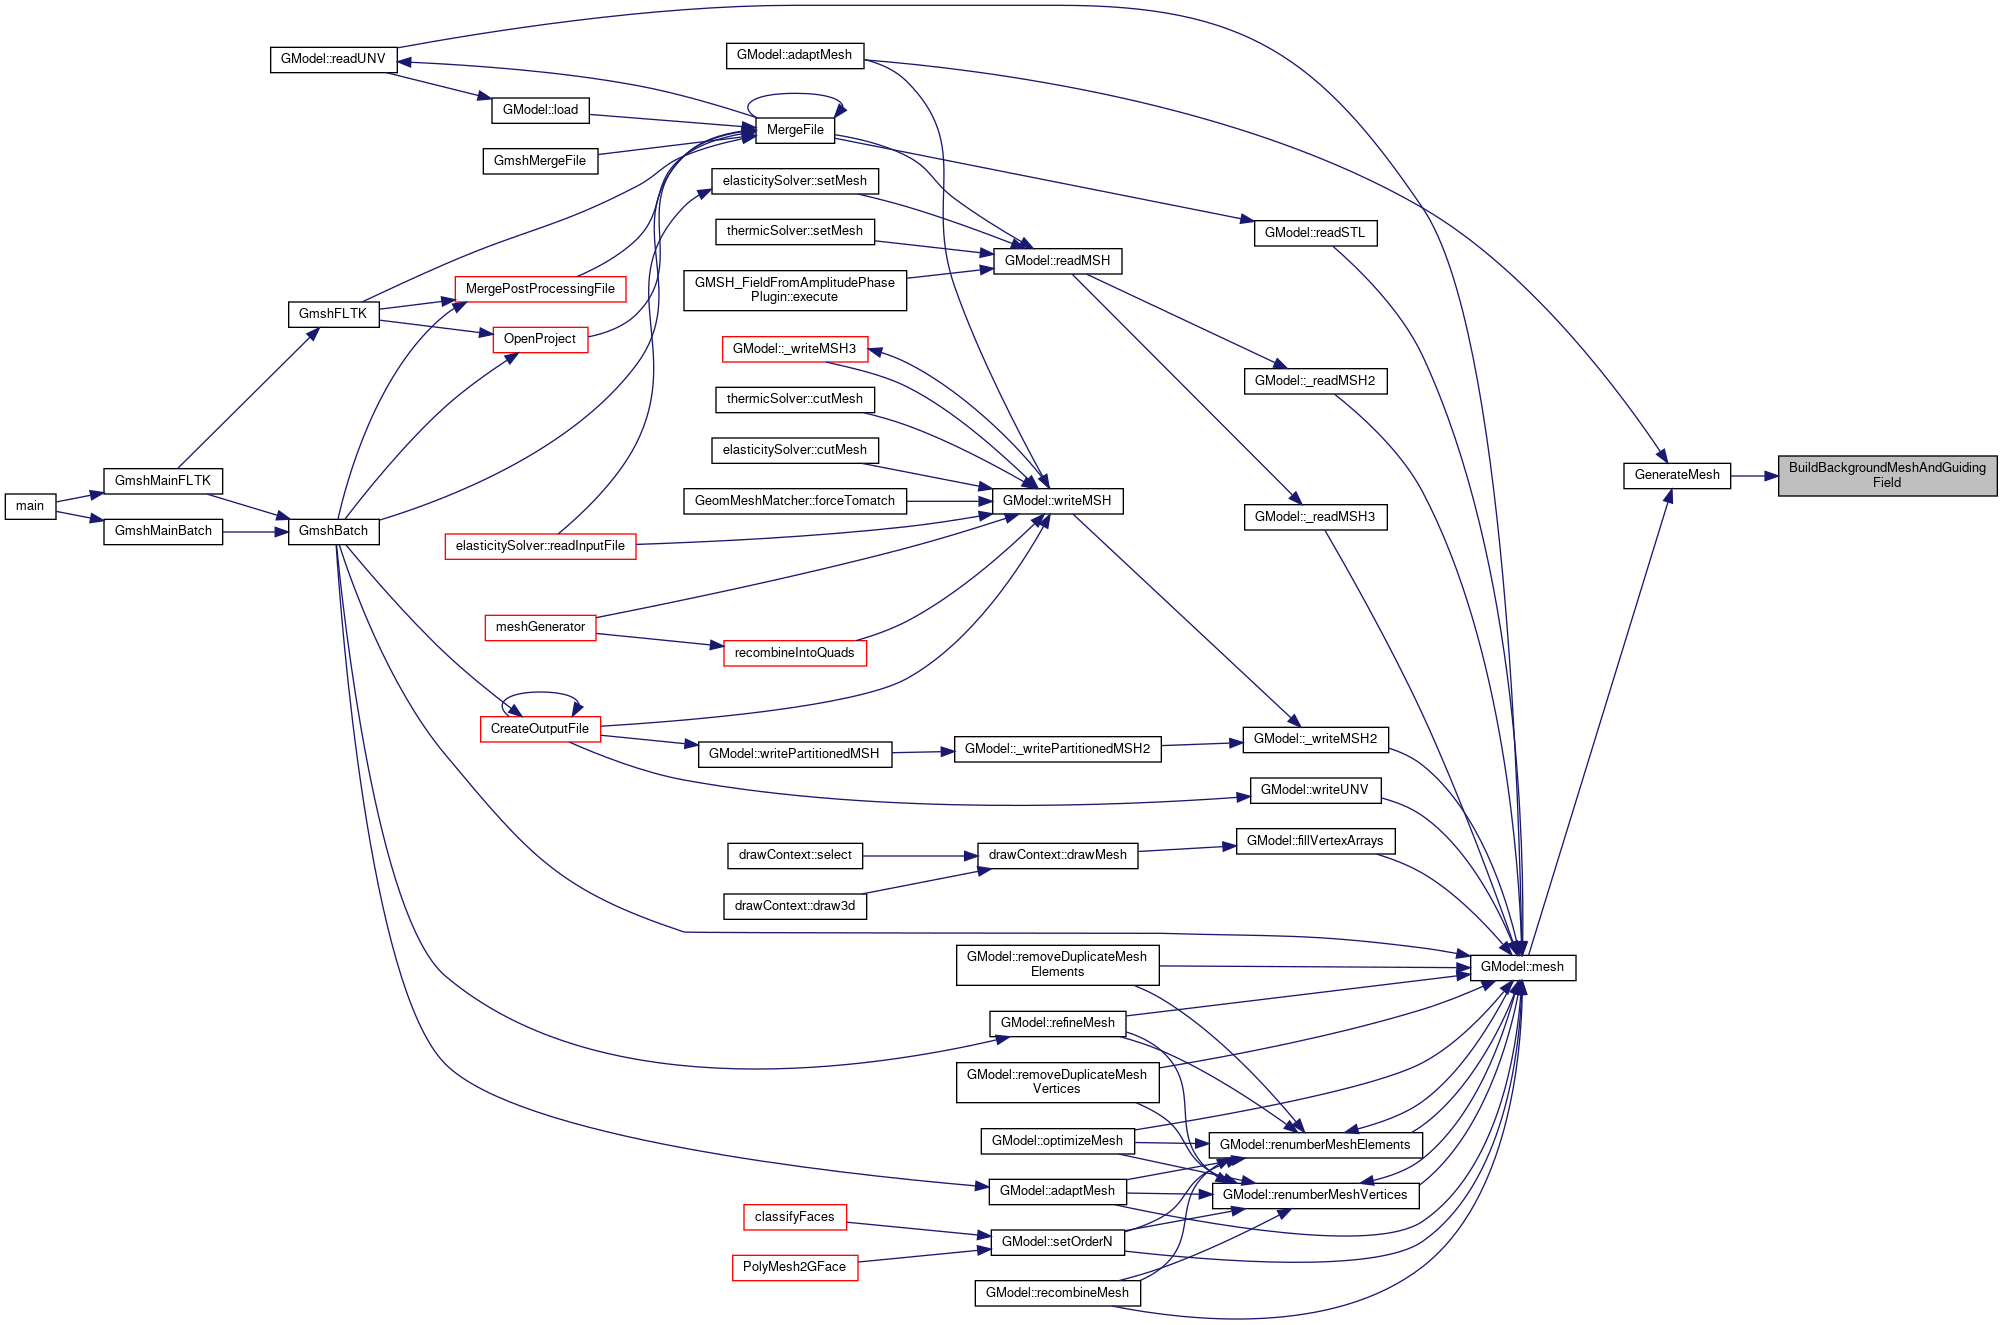 GModel::readUNV
GModel::adaptMesh
GModel::load
MergeFile
GmshMergeFile
elasticitySolver::setMesh
thermicSolver::setMesh
GModel::readSTL
GModel::readMSH
GMSH_FieldFromAmplitudePhase
Plugin::execute
MergePostProcessingFile
GmshFLTK
OpenProject
GModel::_writeMSH3
GModel::_readMSH2
thermicSolver::cutMesh
elasticitySolver::cutMesh
GenerateMesh
BuildBackgroundMeshAndGuiding
Field
GmshMainFLTK
main
GeomMeshMatcher::forceTomatch
GModel::writeMSH
GModel::_readMSH3
GmshMainBatch
GmshBatch
elasticitySolver::readInputFile
meshGenerator
recombineIntoQuads
CreateOutputFile
GModel::_writeMSH2
GModel::writePartitionedMSH
GModel::_writePartitionedMSH2
GModel::writeUNV
GModel::fillVertexArrays
drawContext::select
drawContext::drawMesh
drawContext::draw3d
GModel::removeDuplicateMesh
Elements
GModel::mesh
GModel::refineMesh
GModel::removeDuplicateMesh
Vertices
GModel::optimizeMesh
GModel::renumberMeshElements
GModel::adaptMesh
GModel::renumberMeshVertices
classifyFaces
GModel::setOrderN
PolyMesh2GFace
GModel::recombineMesh